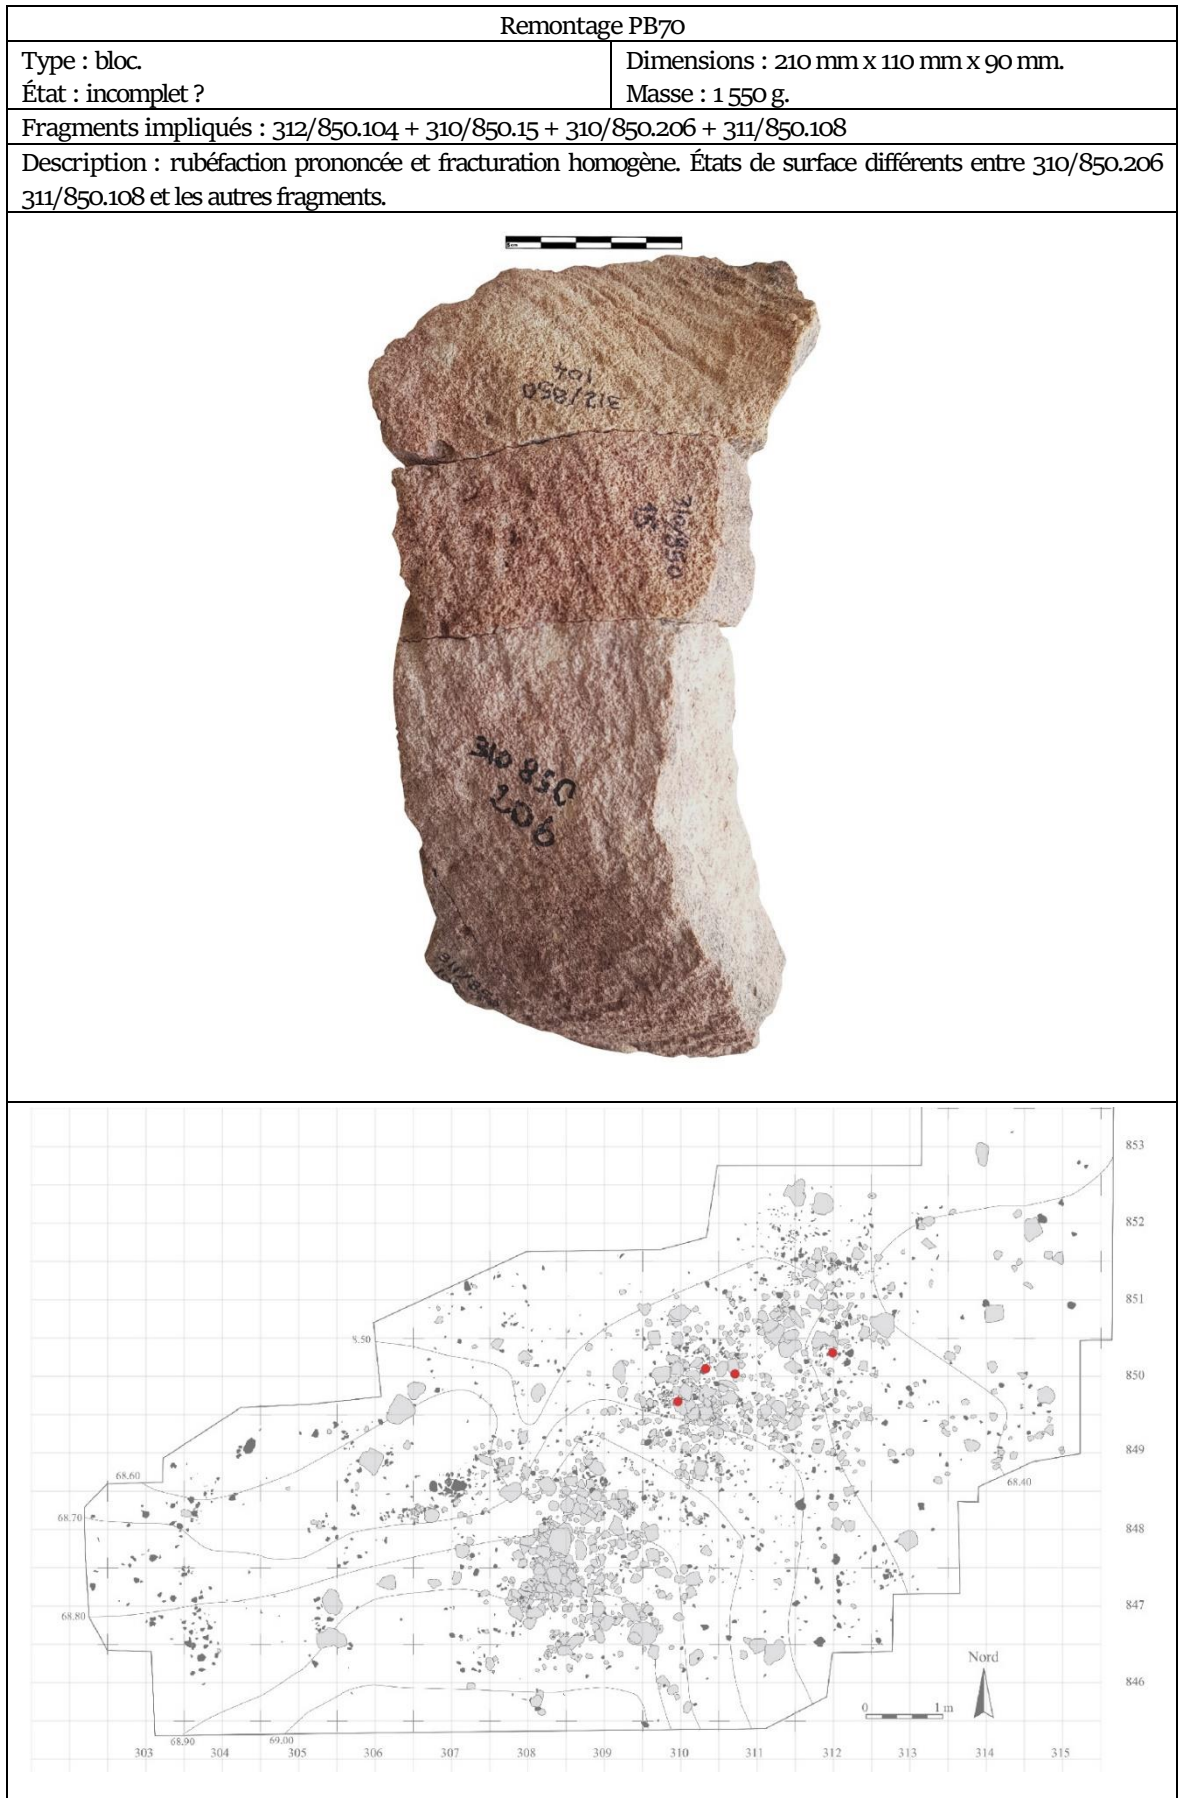 Remontage PB70
Type : bloc.
État : incomplet ?
Dimensions : 210 mm x 110 mm x 90 mm.
Masse : 1 550 g.
Fragments impliqués : 312/850.104 + 310/850.15 + 310/850.206 + 311/850.108
Description : rubéfaction prononcée et fracturation homogène. États de surface différents entre 310/850.206
311/850.108 et les autres fragments.
312/850
104
310/850
15
310 850
206
853
852
851
8.50
850
849
68.60
68.40
68.70
848
68.80
847
Nord
846
0 1 m
68.90 69.00
303 304 305 306 307 308 309 310 311 312 313 314 315